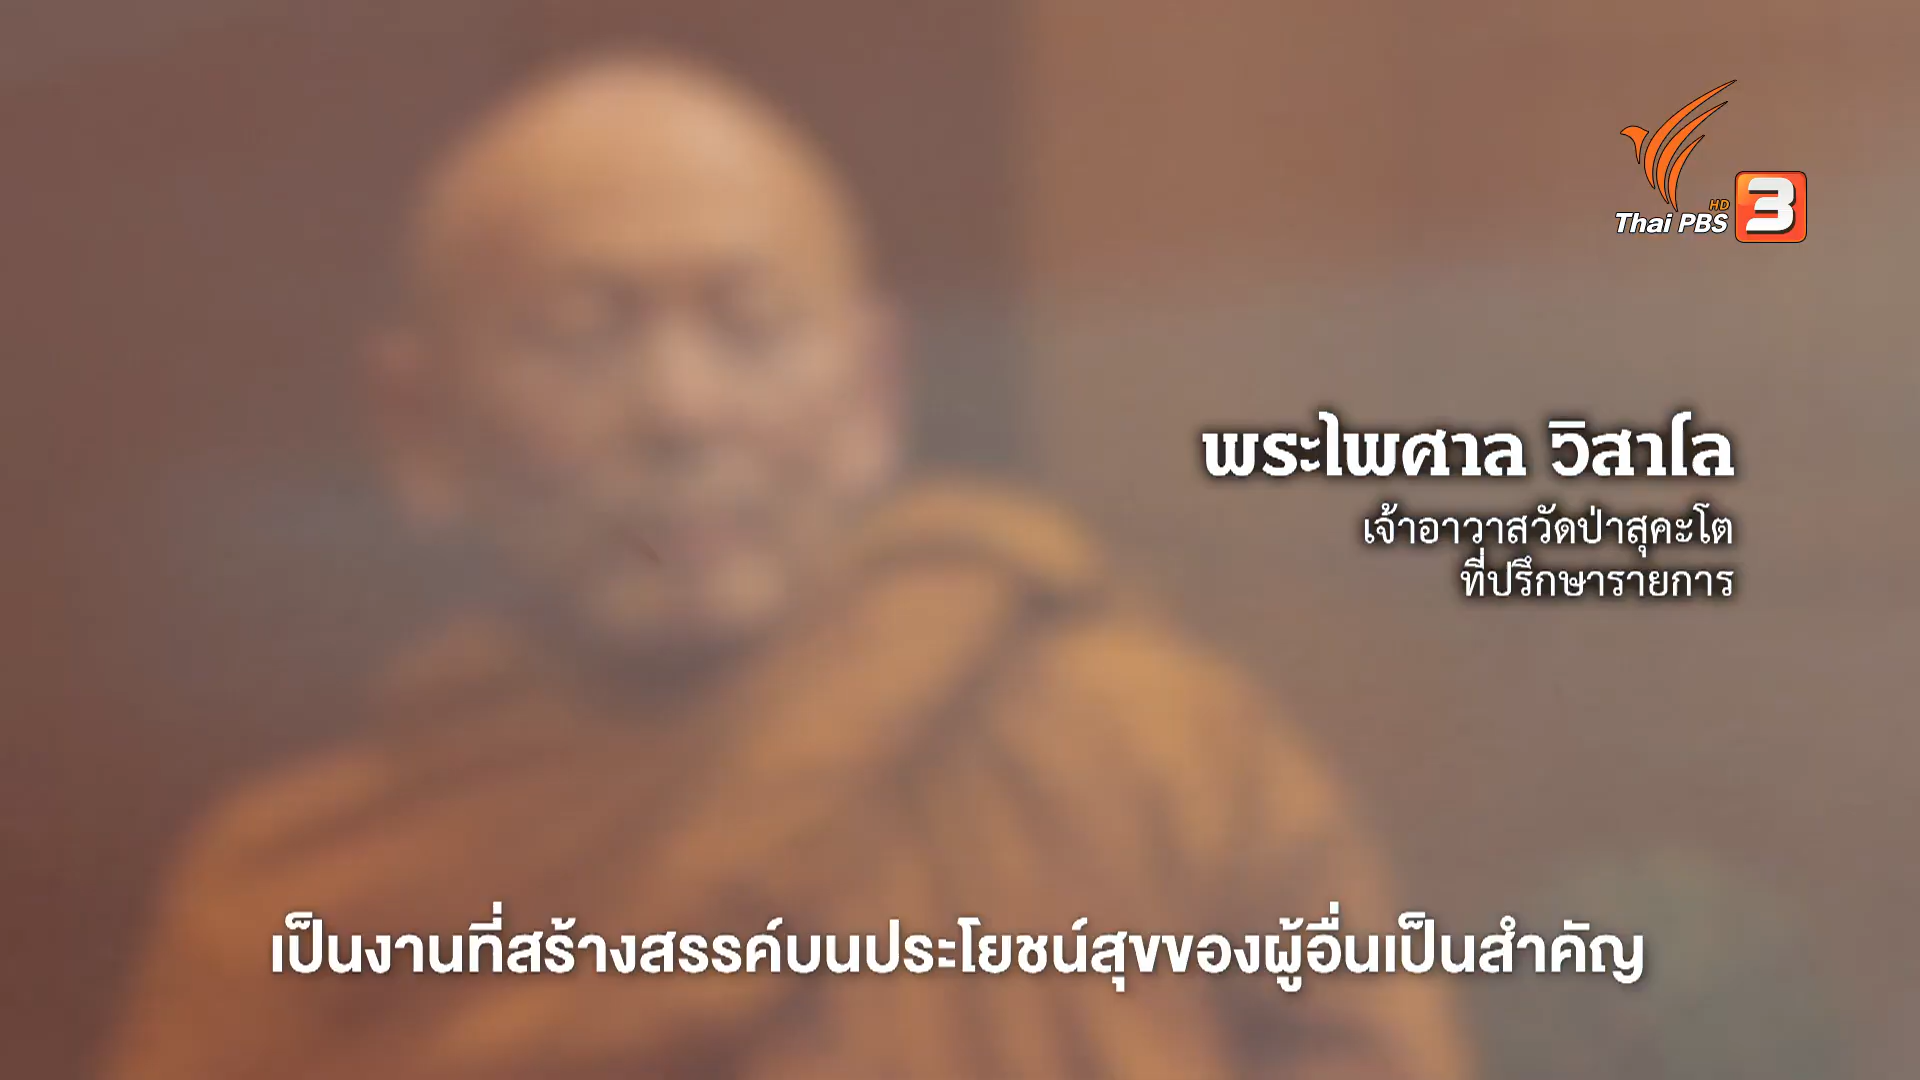 HD
Thai PBS 3
พระไพศาล วิสาโล
เจ้าอาวาสวัดป่าสุคะโต
ที่ปรึกษารายการ
เป็นงานที่สร้างสรรค์บนประโยชน์สุขของผู้อื่นเป็นสำคัญ